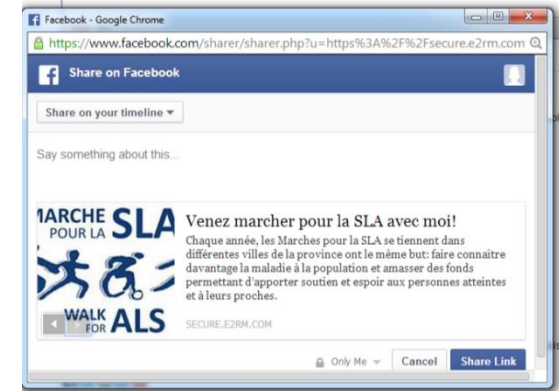 Facebook - Google Chrome
https://www.facebook.com/sharer/sharer.php?u=https%3A%2F%2Fsecure.e2rm.com
f Share on Facebook
Share on your timeline
Say something about this...
MARCHE
POUR LA SLA
WALK
FOR ALS
Venez marcher pour la SLA avec moi!
Chaque année, les Marches pour la SLA se tiennent dans
différentes villes de la province ont le même but: faire connaitre
davantage la maladie à la population et amasser des fonds
permettant d'apporter soutien et espoir aux personnes atteintes
et à leurs proches.
SECURE.E2RM.COM
Only Me Cancel Share Link